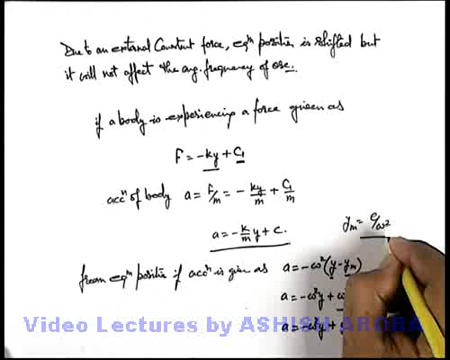 Due to an external Constant force, eqᵐ position is shifted but
it will not affect the ang. frequency of osc.
if a body is experiencing a force given as
F = -ky + C₁
accⁿ of body a = F/m = - ky/m + C₁/m
a = - k/m y + C.
yₘ = C/ω²
from eqᵐ position if accⁿ is given as a = -ω²(y - yₘ)
a = -ω²y +
a = -ω²y +
Video Lectures by ASHISH ARORA